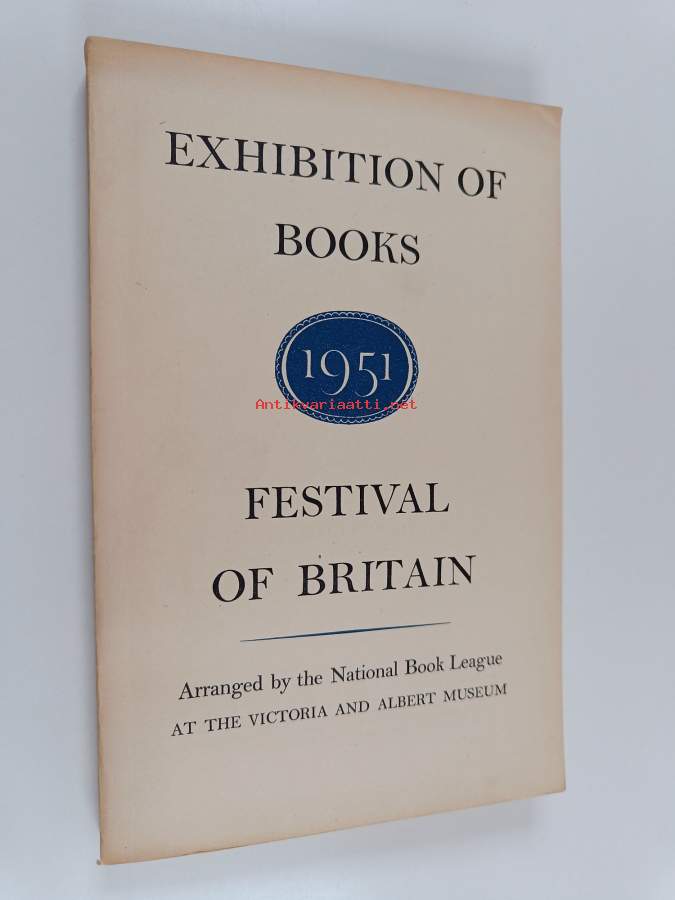 EXHIBITION OF
BOOKS
1951
Antikvariaatti.net
FESTIVAL
OF BRITAIN
Arranged by the National Book League
AT THE VICTORIA AND ALBERT MUSEUM